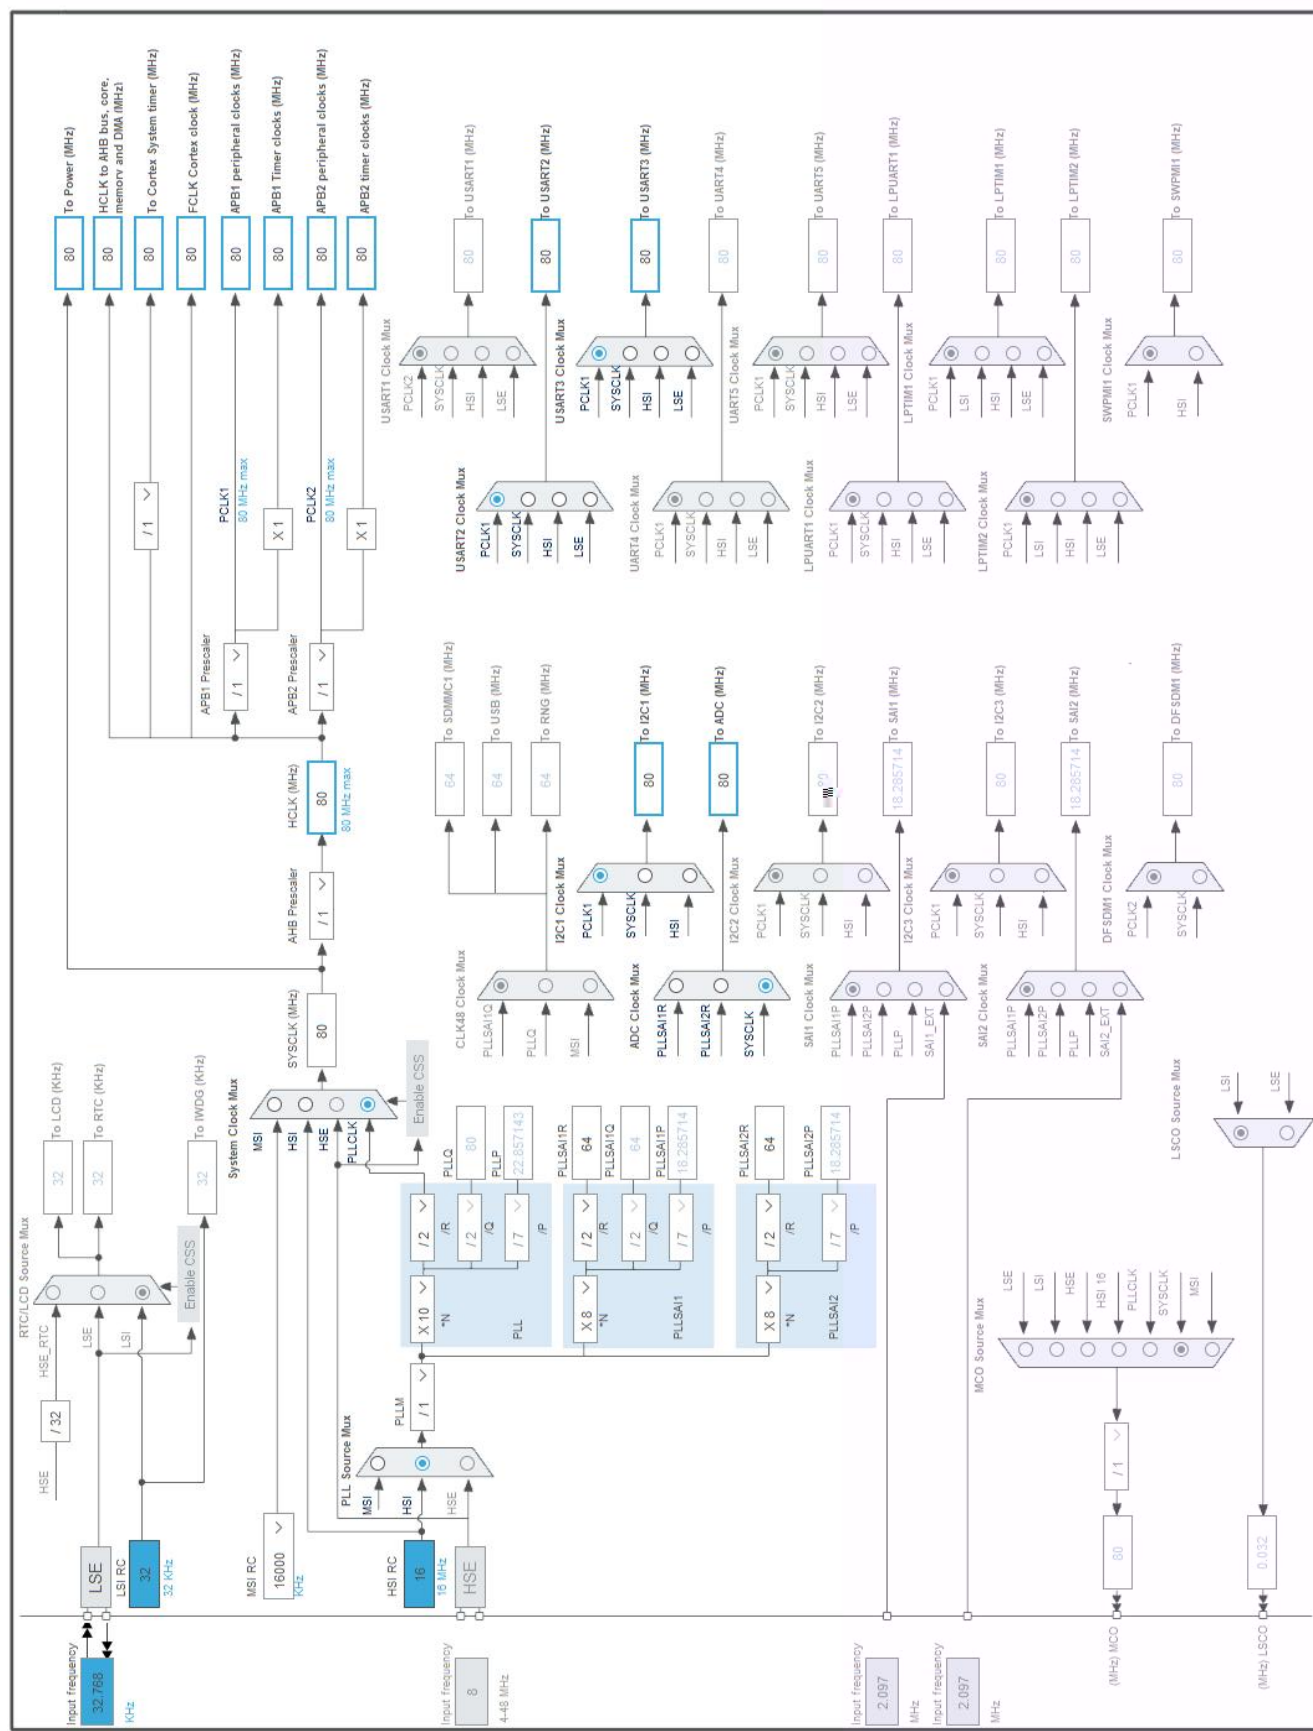 Input frequency
32.768
KHz
LSE
LSI RC
32
32 KHz
HSE
/ 32
HSE_RTC
LSE
LSI
RTC/LCD Source Mux
Enable CSS
32
To LCD (KHz)
32
To RTC (KHz)
32
To IWDG (KHz)
MSI RC
16000
KHz
HSI RC
16
16 MHz
Input frequency
8
4-48 MHz
HSE
PLL Source Mux
MSI
HSI
HSE
PLLM
/ 1
X 10
*N
PLL
/ 2
/R
/ 2
/Q
/ 7
/P
PLLQ
80
PLLP
22.857143
X 8
*N
PLLSAI1
/ 2
/R
/ 2
/Q
/ 7
/P
PLLSAI1R
64
PLLSAI1Q
64
PLLSAI1P
18.285714
X 8
*N
PLLSAI2
/ 2
/R
/ 7
/P
PLLSAI2R
64
PLLSAI2P
18.285714
System Clock Mux
MSI
HSI
HSE
PLLCLK
Enable CSS
SYSCLK (MHz)
80
AHB Prescaler
/ 1
HCLK (MHz)
80
80 MHz max
APB1 Prescaler
/ 1
APB2 Prescaler
/ 1
/ 1
PCLK1
80 MHz max
X 1
PCLK2
80 MHz max
X 1
80
To Power (MHz)
80
HCLK to AHB bus, core,
memory and DMA (MHz)
80
To Cortex System timer (MHz)
80
FCLK Cortex clock (MHz)
80
APB1 peripheral clocks (MHz)
80
APB1 Timer clocks (MHz)
80
APB2 peripheral clocks (MHz)
80
APB2 timer clocks (MHz)
CLK48 Clock Mux
PLLSAI1Q
PLLQ
MSI
64
To SDMMC1 (MHz)
64
To USB (MHz)
64
To RNG (MHz)
I2C1 Clock Mux
PCLK1
SYSCLK
HSI
80
To I2C1 (MHz)
ADC Clock Mux
PLLSAI1R
PLLSAI2R
SYSCLK
80
To ADC (MHz)
I2C2 Clock Mux
PCLK1
SYSCLK
HSI
To I2C2 (MHz)
SAI1 Clock Mux
PLLSAI1P
PLLSAI2P
PLLP
SAI1_EXT
18.285714
To SAI1 (MHz)
I2C3 Clock Mux
PCLK1
SYSCLK
HSI
80
To I2C3 (MHz)
SAI2 Clock Mux
PLLSAI1P
PLLSAI2P
PLLP
SAI2_EXT
18.285714
To SAI2 (MHz)
DFSDM1 Clock Mux
PCLK2
SYSCLK
80
To DFSDM1 (MHz)
USART1 Clock Mux
PCLK2
SYSCLK
HSI
LSE
80
To USART1 (MHz)
USART2 Clock Mux
PCLK1
SYSCLK
HSI
LSE
80
To USART2 (MHz)
USART3 Clock Mux
PCLK1
SYSCLK
HSI
LSE
80
To USART3 (MHz)
UART4 Clock Mux
PCLK1
SYSCLK
HSI
LSE
80
To UART4 (MHz)
UART5 Clock Mux
PCLK1
SYSCLK
HSI
LSE
80
To UART5 (MHz)
LPUART1 Clock Mux
PCLK1
SYSCLK
HSI
LSE
80
To LPUART1 (MHz)
LPTIM1 Clock Mux
PCLK1
LSI
HSI
LSE
80
To LPTIM1 (MHz)
LPTIM2 Clock Mux
PCLK1
LSI
HSI
LSE
80
To LPTIM2 (MHz)
SWPMI1 Clock Mux
PCLK1
HSI
80
To SWPMI1 (MHz)
Input frequency
2.097
MHz
Input frequency
2.097
MHz
(MHz) MCO
80
/ 1
MCO Source Mux
LSE
LSI
HSE
HSI 16
PLLCLK
SYSCLK
MSI
(MHz) LSCO
0.032
LSCO Source Mux
LSI
LSE